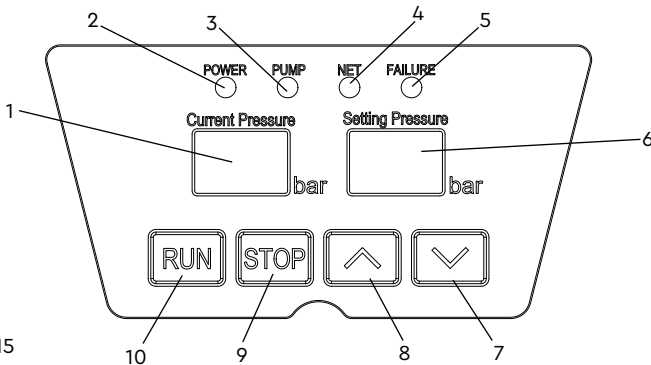 2 3 4 5
POWER PUMP NET FAILURE
1 Current Pressure Setting Pressure 6
bar bar
RUN STOP
15 10 9 8 7